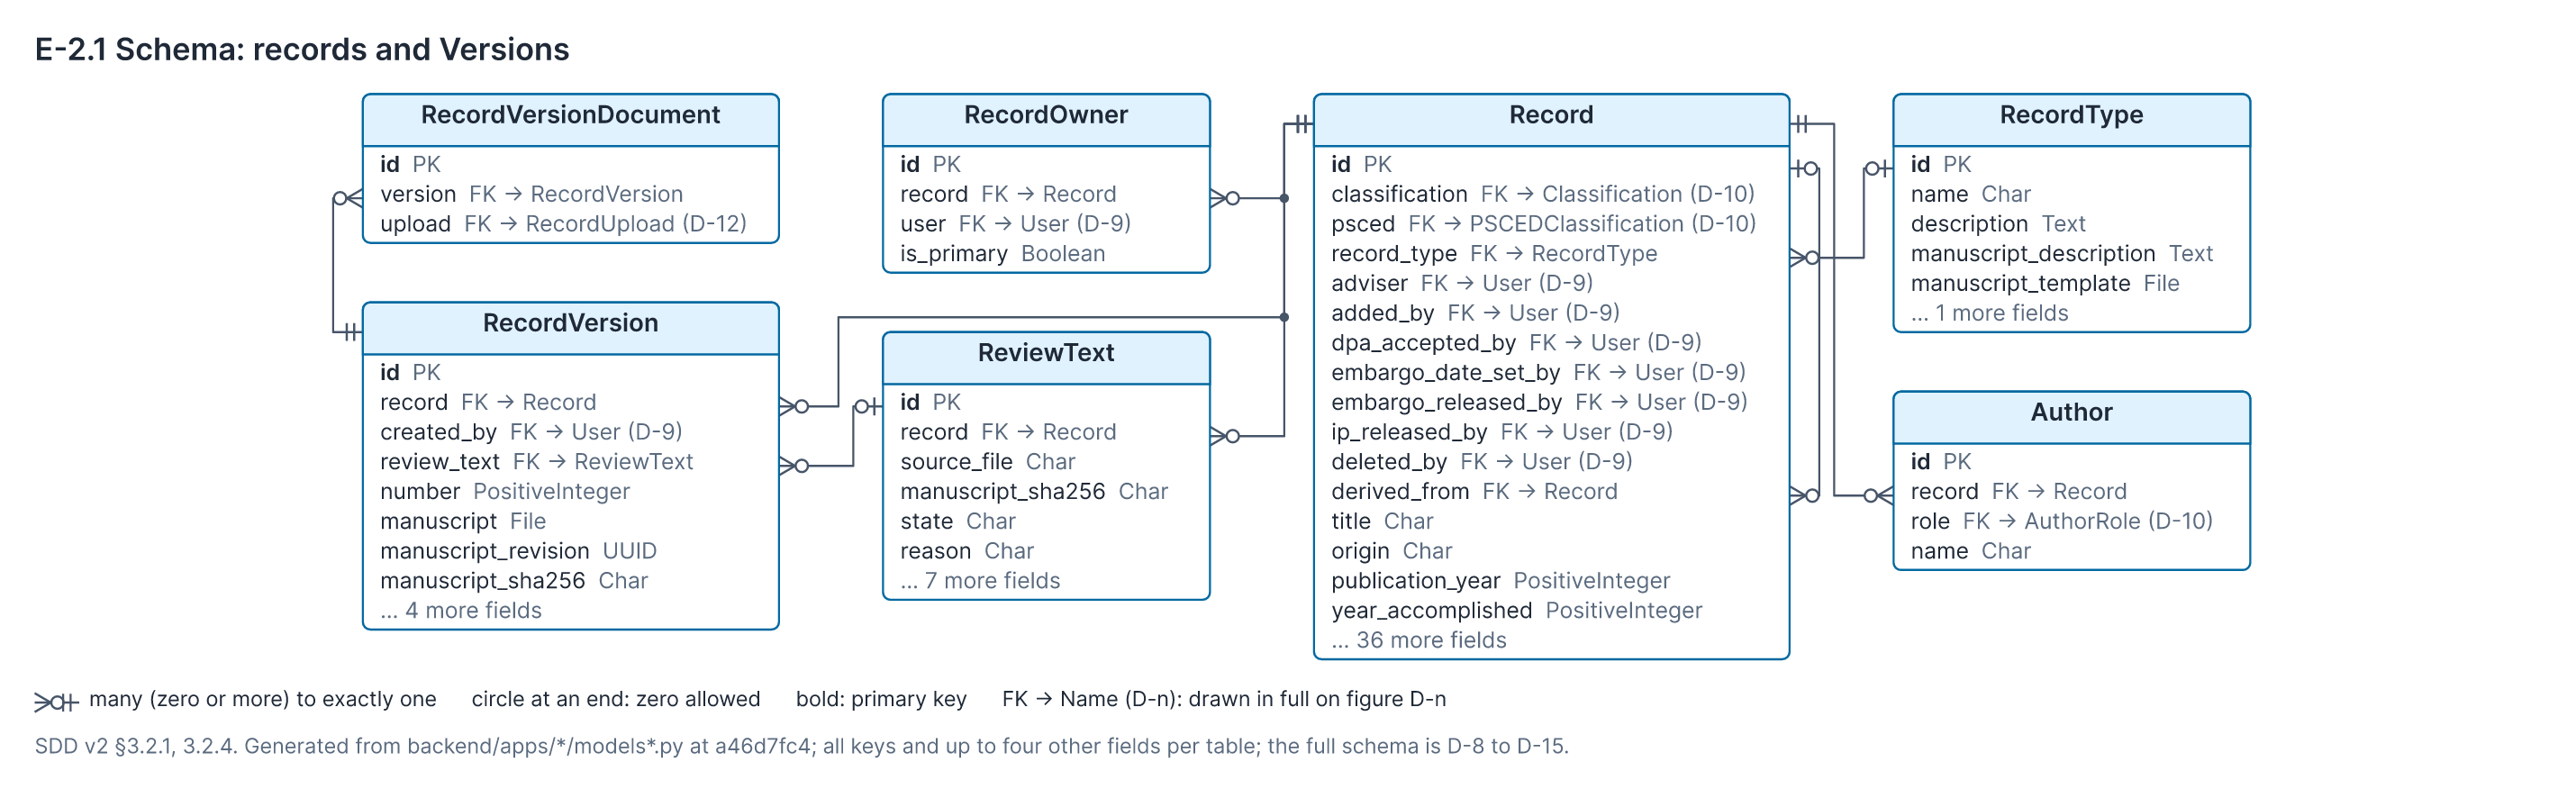 E-2.1 Schema: records and Versions
RecordVersionDocument
id PK
version FK → RecordVersion
upload FK → RecordUpload (D-12)
RecordOwner
id PK
record FK → Record
user FK → User (D-9)
is_primary Boolean
Record
id PK
classification FK → Classification (D-10)
psced FK → PSCEDClassification (D-10)
record_type FK → RecordType
adviser FK → User (D-9)
added_by FK → User (D-9)
dpa_accepted_by FK → User (D-9)
embargo_date_set_by FK → User (D-9)
embargo_released_by FK → User (D-9)
ip_released_by FK → User (D-9)
deleted_by FK → User (D-9)
derived_from FK → Record
title Char
origin Char
publication_year PositiveInteger
year_accomplished PositiveInteger
... 36 more fields
RecordType
id PK
name Char
description Text
manuscript_description Text
manuscript_template File
... 1 more fields
RecordVersion
id PK
record FK → Record
created_by FK → User (D-9)
review_text FK → ReviewText
number PositiveInteger
manuscript File
manuscript_revision UUID
manuscript_sha256 Char
... 4 more fields
ReviewText
id PK
record FK → Record
source_file Char
manuscript_sha256 Char
state Char
reason Char
... 7 more fields
Author
id PK
record FK → Record
role FK → AuthorRole (D-10)
name Char
many (zero or more) to exactly one circle at an end: zero allowed bold: primary key FK → Name (D-n): drawn in full on figure D-n
SDD v2 §3.2.1, 3.2.4. Generated from backend/apps/*/models*.py at a46d7fc4; all keys and up to four other fields per table; the full schema is D-8 to D-15.